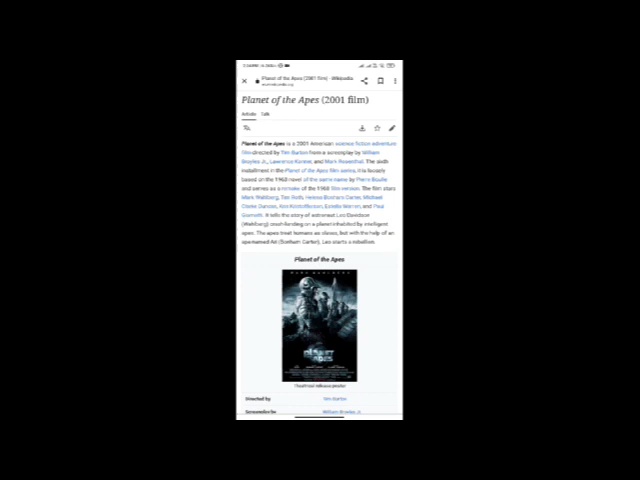 Planet of the Apes (2001 film) - Wikipedia
Planet of the Apes (2001 film)
Article Talk
Planet of the Apes is a 2001 American science fiction adventure
film directed by Tim Burton from a screenplay by William
Broyles Jr., Lawrence Konner, and Mark Rosenthal. The sixth
installment in the Planet of the Apes film series, it is loosely
based on the 1963 novel of the same name by Pierre Boulle
and serves as a remake of the 1968 film version. The film stars
Mark Wahlberg, Tim Roth, Helena Bonham Carter, Michael
Clarke Duncan, Kris Kristofferson, Estella Warren, and Paul
Giamatti. It tells the story of astronaut Leo Davidson
(Wahlberg) crash-landing on a planet inhabited by intelligent
apes. The apes treat humans as slaves, but with the help of an
ape named Ari (Bonham Carter), Leo starts a rebellion.
Planet of the Apes
PLANET
APES
Theatrical release poster
Directed by Tim Burton
Screenplay by William Broyles Jr.